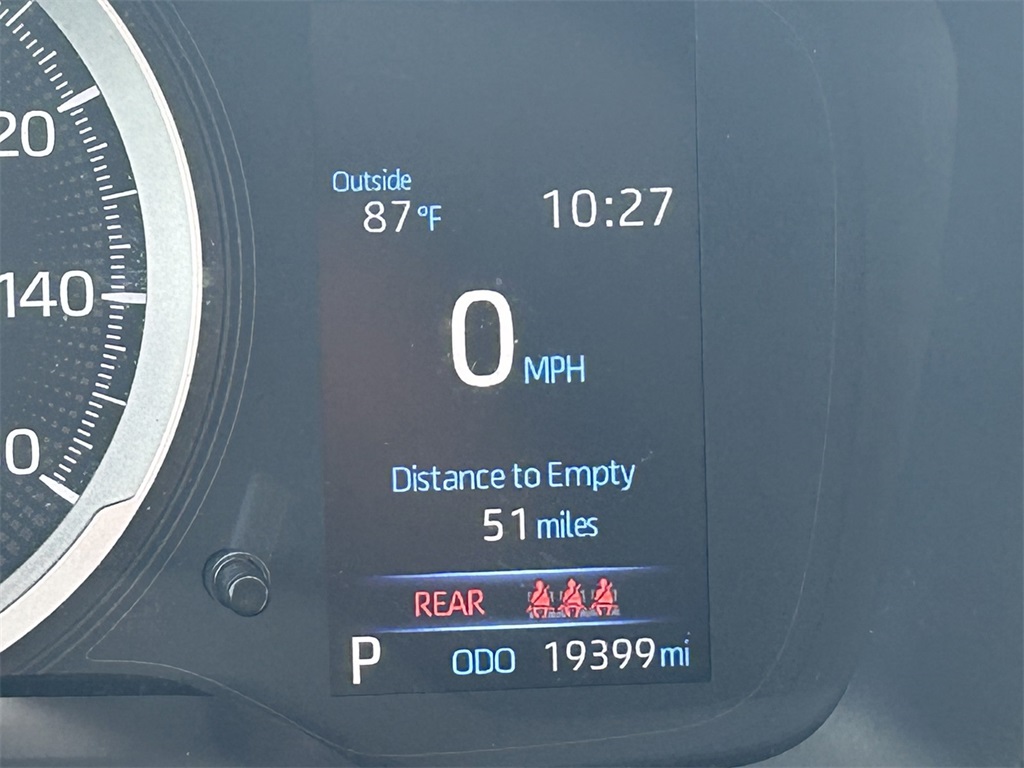 20
140
0
Outside
87°F 10:27
0 MPH
Distance to Empty
51 miles
REAR
P ODO 19399 mi